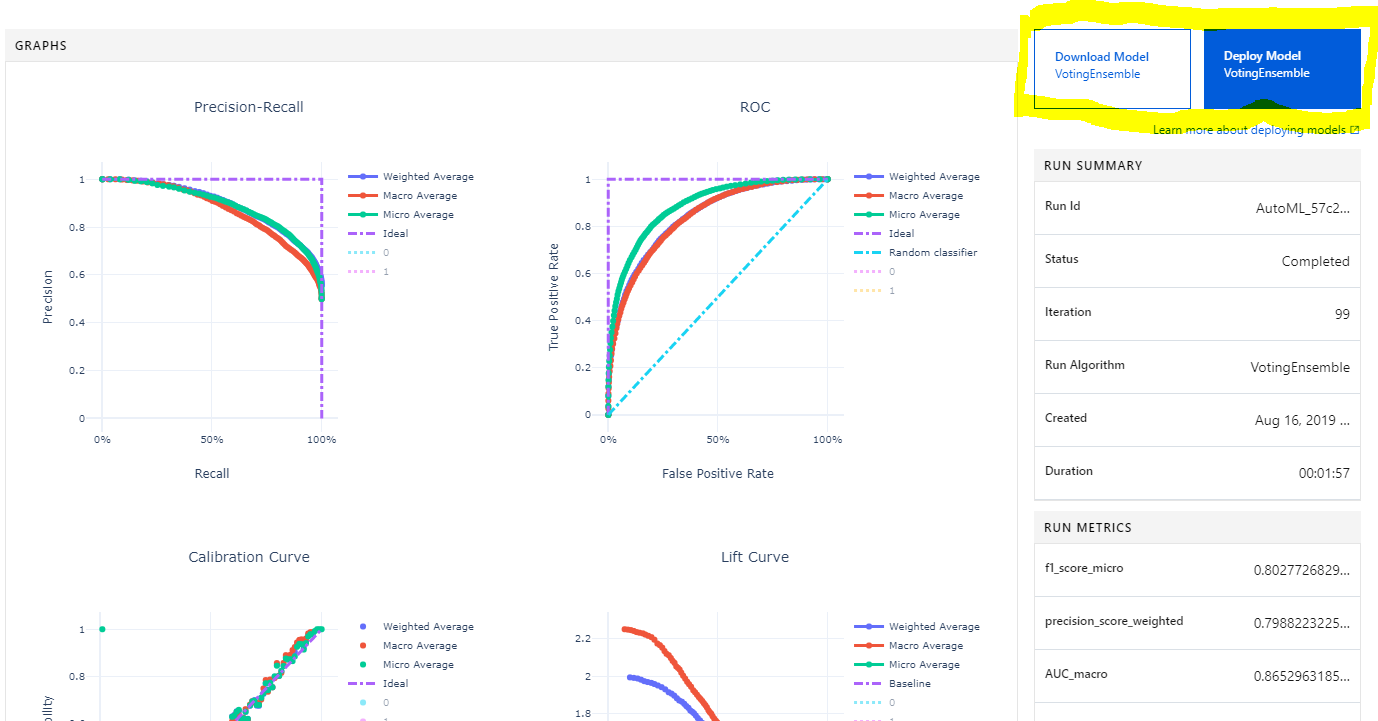 GRAPHS
Precision-Recall
1
0.8
0.6
0.4
0.2
0
Precision
0%
50%
100%
Recall
Weighted Average
Macro Average
Micro Average
Ideal
0
1
ROC
1
0.8
0.6
0.4
0.2
0
True Positive Rate
0%
50%
100%
False Positive Rate
Weighted Average
Macro Average
Micro Average
Ideal
Random classifier
0
1
Calibration Curve
1
0.8
Weighted Average
Macro Average
Micro Average
Ideal
0
Lift Curve
2.2
2
1.8
Weighted Average
Macro Average
Micro Average
Baseline
0
Download Model
VotingEnsemble
Deploy Model
VotingEnsemble
Learn more about deploying models
RUN SUMMARY
Run Id AutoML_57c2...
Status Completed
Iteration 99
Run Algorithm VotingEnsemble
Created Aug 16, 2019 ...
Duration 00:01:57
RUN METRICS
f1_score_micro 0.8027726829...
precision_score_weighted 0.7988223225...
AUC_macro 0.8652963185...